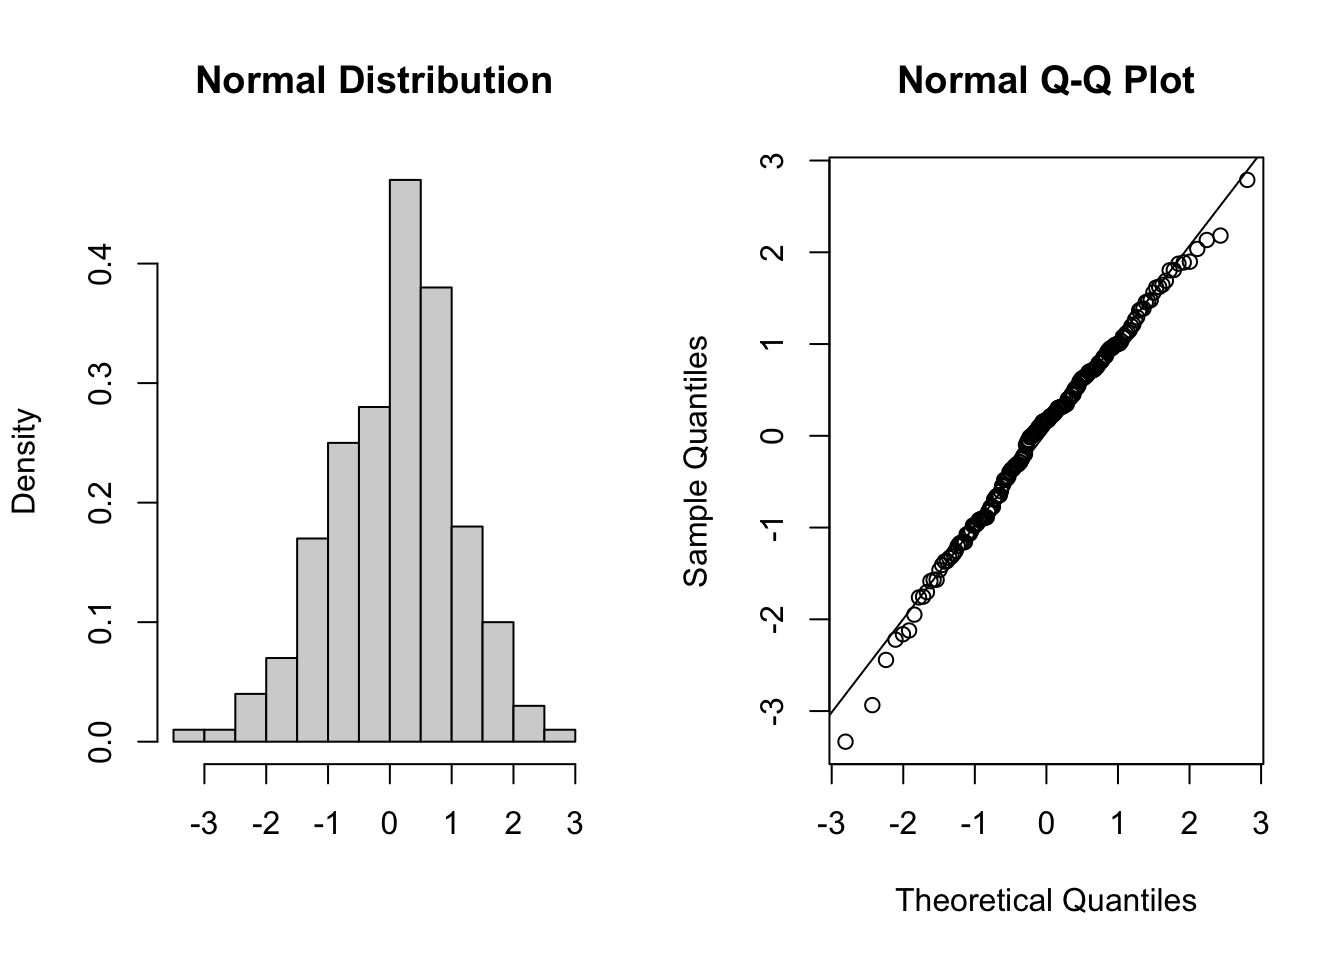 Normal Distribution
Density
0.0 0.1 0.2 0.3 0.4
-3 -2 -1 0 1 2 3
Normal Q-Q Plot
Sample Quantiles
-3 -2 -1 0 1 2 3
-3 -2 -1 0 1 2 3
Theoretical Quantiles